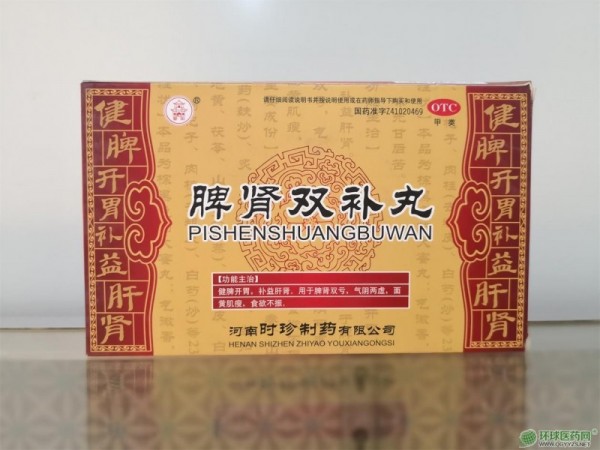 请仔细阅读说明书并按说明使用或在药师指导下购买和使用
国药准字Z41020469
OTC
甲类
®
健脾开胃补益肝肾
健脾开胃补益肝肾
脾肾双补丸
PISHENSHUANGBUWAN
【功能主治】
健脾开胃,补益肝肾。用于脾肾双亏,气阴两虚,面
黄肌瘦,食欲不振。
河南时珍制药有限公司
HENAN SHIZHEN ZHIYAO YOUXIANGONGSI
环球医药网
WWW.QGYYZS.NET